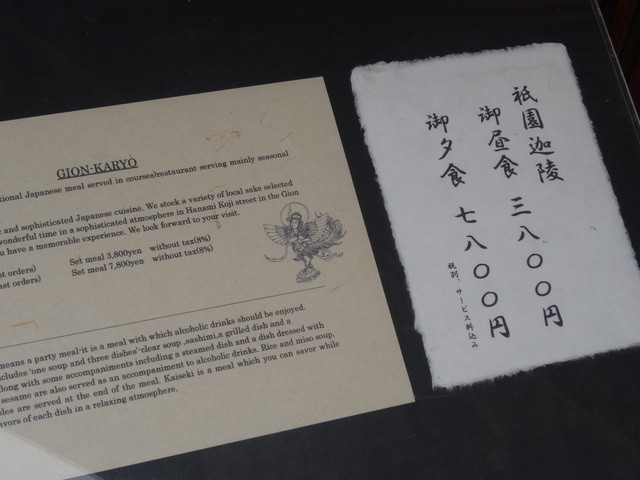 GION-KARYO
tional Japanese meal served in courses)restaurant serving mainly seasonal
and sophisticated Japanese cuisine. We stock a variety of local sake selected
wonderful time in a sophisticated atmosphere in Hanami Koji street in the Gion
ou have a memorable experience. We look forward to your visit.
st orders) Set meal 3,800yen without tax(8%)
ast orders) Set meal 7,800yen without tax(8%)
means a party meal-it is a meal with which alcoholic drinks should be enjoyed.
cludes 'one soup and three dishes'-clear soup ,sashimi,a grilled dish and a
long with some accompaniments including a steamed dish and a dish dressed with
sesame are also served as an accompaniment to alcoholic drinks. Rice and miso soup,
bles are served at the end of the meal. Kaiseki is a meal which you can savor while
avors of each dish in a relaxing atmosphere.
祇園迦陵
御昼食 三八〇〇円
御夕食 七八〇〇円
税別、サービス料込み